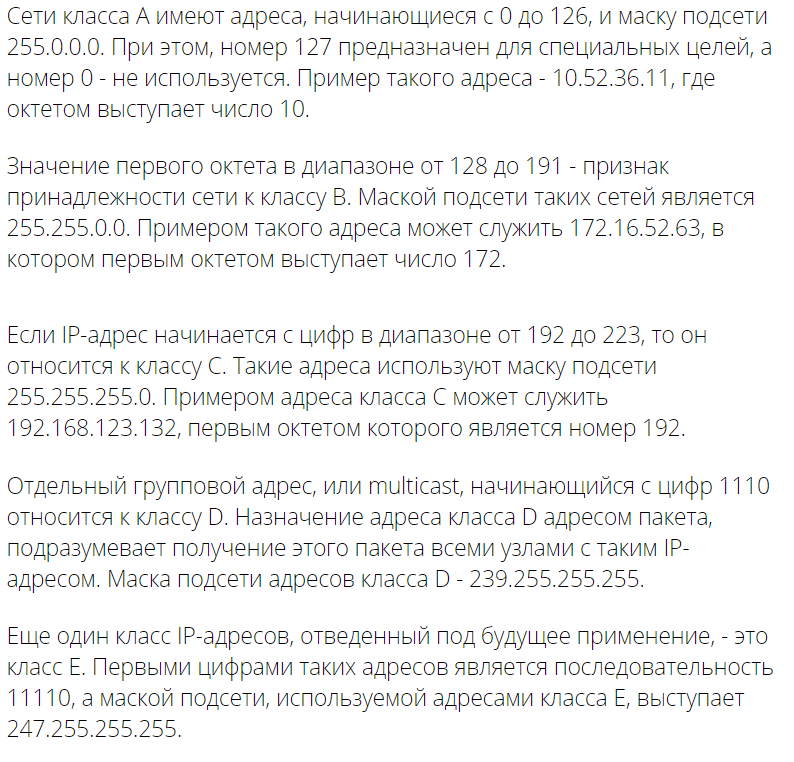 Сети класса А имеют адреса, начинающиеся с 0 до 126, и маску подсети
255.0.0.0. При этом, номер 127 предназначен для специальных целей, а
номер 0 - не используется. Пример такого адреса - 10.52.36.11, где
октетом выступает число 10.
Значение первого октета в диапазоне от 128 до 191 - признак
принадлежности сети к классу В. Маской подсети таких сетей является
255.255.0.0. Примером такого адреса может служить 172.16.52.63, в
котором первым октетом выступает число 172.
Если IP-адрес начинается с цифр в диапазоне от 192 до 223, то он
относится к классу С. Такие адреса используют маску подсети
255.255.255.0. Примером адреса класса С может служить
192.168.123.132, первым октетом которого является номер 192.
Отдельный групповой адрес, или multicast, начинающийся с цифр 1110
относится к классу D. Назначение адреса класса D адресом пакета,
подразумевает получение этого пакета всеми узлами с таким IP-
адресом. Маска подсети адресов класса D - 239.255.255.255.
Еще один класс IP-адресов, отведенный под будущее применение, - это
класс Е. Первыми цифрами таких адресов является последовательность
11110, а маской подсети, используемой адресами класса Е, выступает
247.255.255.255.